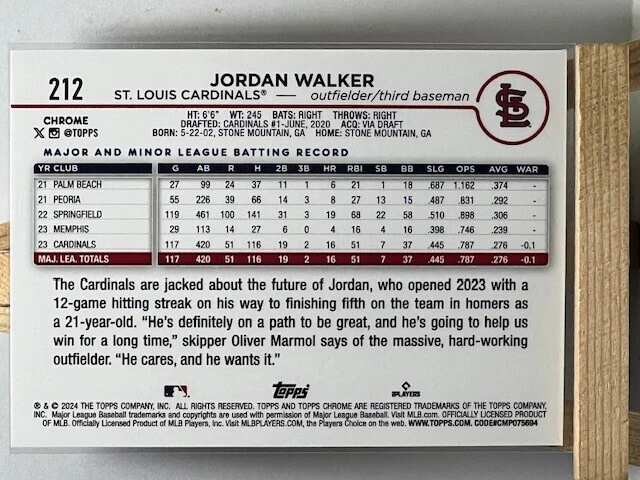 212
JORDAN WALKER
ST. LOUIS CARDINALS® — outfielder/third baseman
CHROME
X @TOPPS
HT: 6'6" WT: 245 BATS: RIGHT THROWS: RIGHT
DRAFTED: CARDINALS #1-JUNE, 2020 ACQ: VIA DRAFT
BORN: 5-22-02, STONE MOUNTAIN, GA HOME: STONE MOUNTAIN, GA
MAJOR AND MINOR LEAGUE BATTING RECORD
YR CLUB G AB R H 2B 3B HR RBI SB BB SLG OPS AVG WAR
21 PALM BEACH 27 99 24 37 11 1 6 21 1 18 .687 1.162 .374 -
21 PEORIA 55 226 39 66 14 3 8 27 13 15 .487 .831 .292 -
22 SPRINGFIELD 119 461 100 141 31 3 19 68 22 58 .510 .898 .306 -
23 MEMPHIS 29 113 14 27 6 0 4 16 4 16 .398 .746 .239 -
23 CARDINALS 117 420 51 116 19 2 16 51 7 37 .445 .787 .276 -0.1
MAJ. LEA. TOTALS 117 420 51 116 19 2 16 51 7 37 .445 .787 .276 -0.1
The Cardinals are jacked about the future of Jordan, who opened 2023 with a
12-game hitting streak on his way to finishing fifth on the team in homers as
a 21-year-old. “He's definitely on a path to be great, and he's going to help us
win for a long time,” skipper Oliver Marmol says of the massive, hard-working
outfielder. “He cares, and he wants it.”
Topps
PLAYERS
® & © 2024 THE TOPPS COMPANY, INC. ALL RIGHTS RESERVED. TOPPS AND TOPPS CHROME ARE REGISTERED TRADEMARKS OF THE TOPPS COMPANY,
INC. Major League Baseball trademarks and copyrights are used with permission of Major League Baseball. Visit MLB.com. OFFICIALLY LICENSED PRODUCT
OF MLB. Officially Licensed Product of MLB Players, Inc. Visit MLBPLAYERS.COM, the Players Choice on the web. WWW.TOPPS.COM. CODE#CMP075694